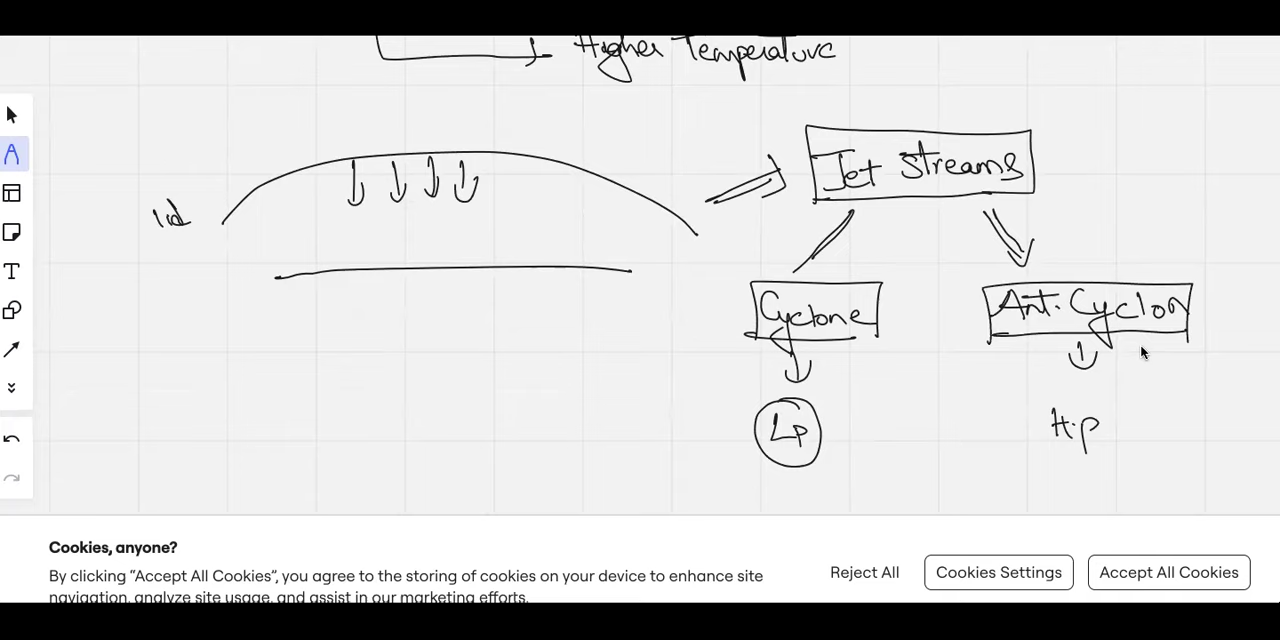 Higher Temperature
Jet Streams
lid
Cyclone
Ant. Cyclon
Lp
H.p
Cookies, anyone?
By clicking “Accept All Cookies”, you agree to the storing of cookies on your device to enhance site
navigation, analyze site usage, and assist in our marketing efforts.
Reject All
Cookies Settings
Accept All Cookies